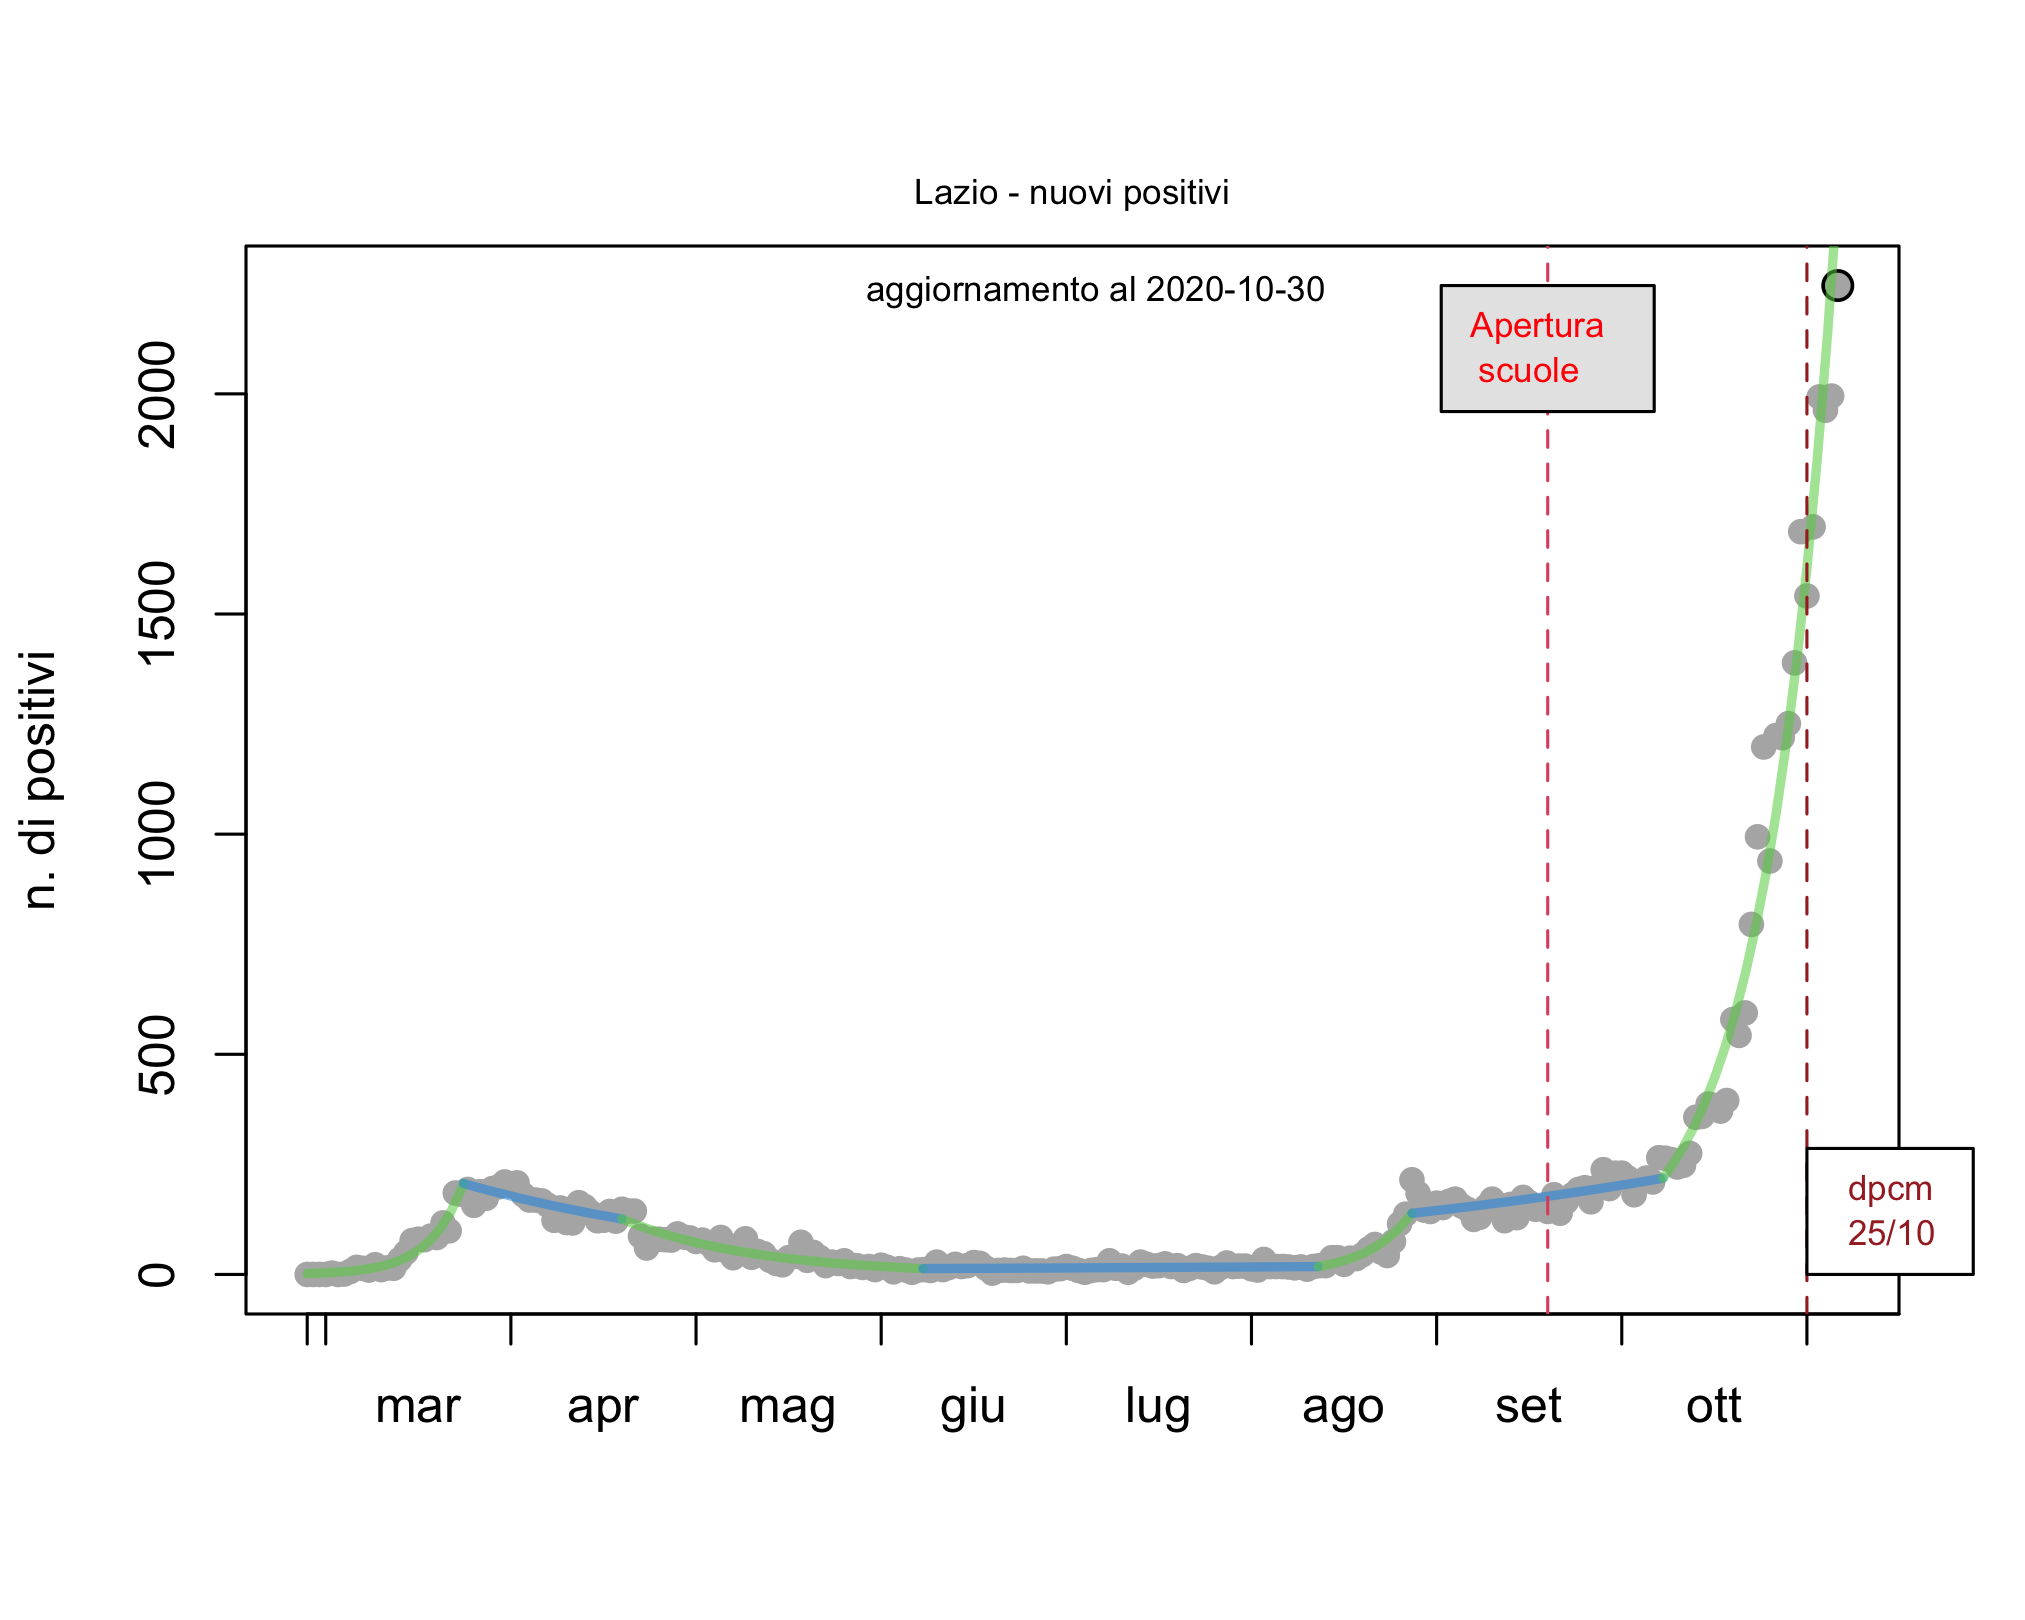 Lazio - nuovi positivi
aggiornamento al 2020-10-30
Apertura
scuole
2000
1500
1000
500
0
n. di positivi
dpcm
25/10
mar apr mag giu lug ago set ott